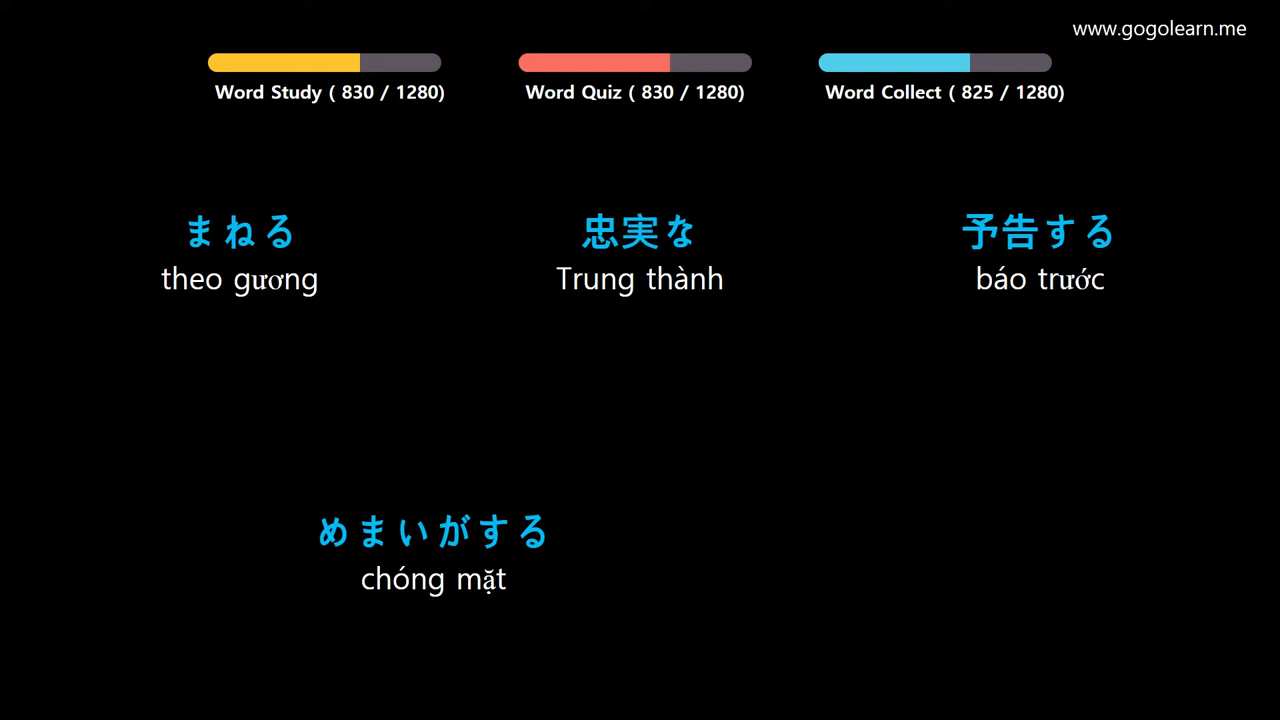 www.gogolearn.me
Word Study ( 830 / 1280)
Word Quiz ( 830 / 1280)
Word Collect ( 825 / 1280)
まねる
theo gương
忠実な
Trung thành
予告する
báo trước
めまいがする
chóng mặt